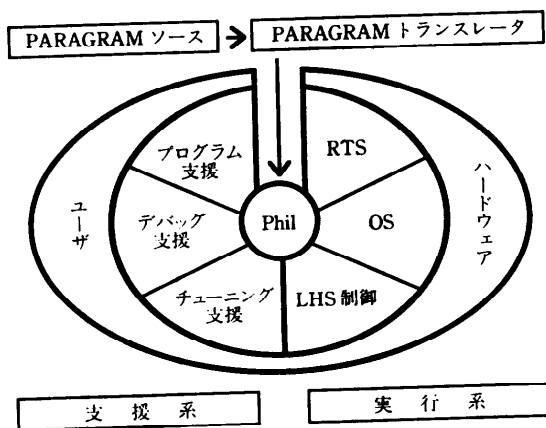 PARAGRAM ソース
PARAGRAM トランスレータ
プログラム
支援
RTS
ユーザ
デバッグ
支援
Phil
OS
ハードウェア
チューニング
支援
LHS 制御
支 援 系
実 行 系